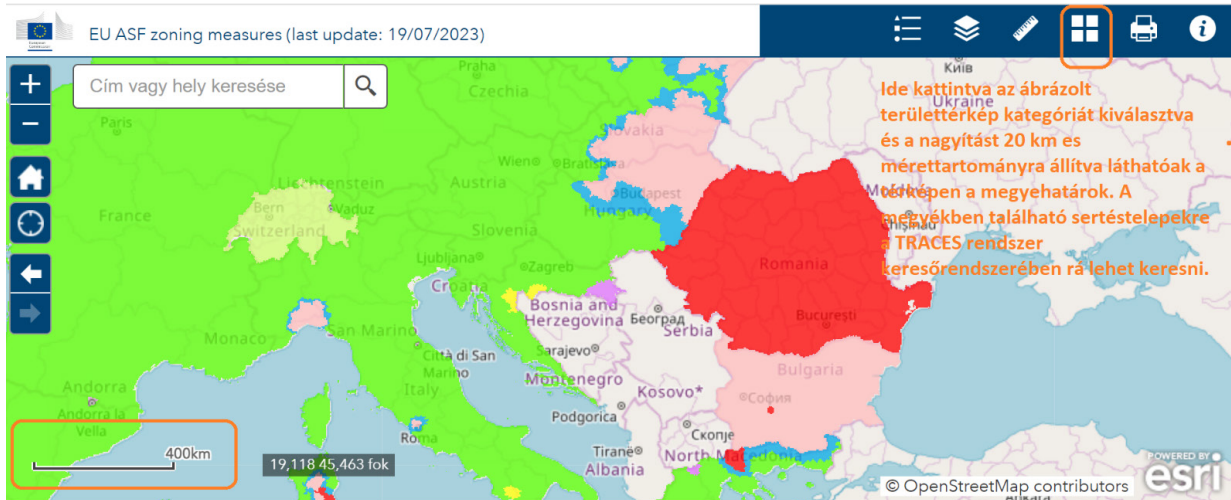 EU ASF zoning measures (last update: 19/07/2023)
Cím vagy hely keresése
Ide kattintva az ábrázolt
területtérkép kategóriát kiválasztva
és a nagyítást 20 km es
mérettartományra állítva láthatóak a
térképen a megyehatárok. A
megyékben található sertéstelepekre
a TRACES rendszer
keresőrendszerében rá lehet keresni.
Praha
Czechia
Київ
Ukraine
Paris
Slovakia
Wien
Liechtenstein
Austria
Budapest
Hungary
France
Bern
Vaduz
Switzerland
Slovenia
Ljubljana
Zagreb
Croatia
Romania
Bosnia and
Herzegovina
Београд
Serbia
București
Monaco
San Marino
Città di San
Marino
Sarajevo
Italy
Montenegro
Kosovo*
Bulgaria
София
Andorra
Andorra la
Vella
Podgorica
Скопје
Roma
Tiranë
Albania
North Macedonia
400km
19,118 45,463 fok
POWERED BY
esri
© OpenStreetMap contributors